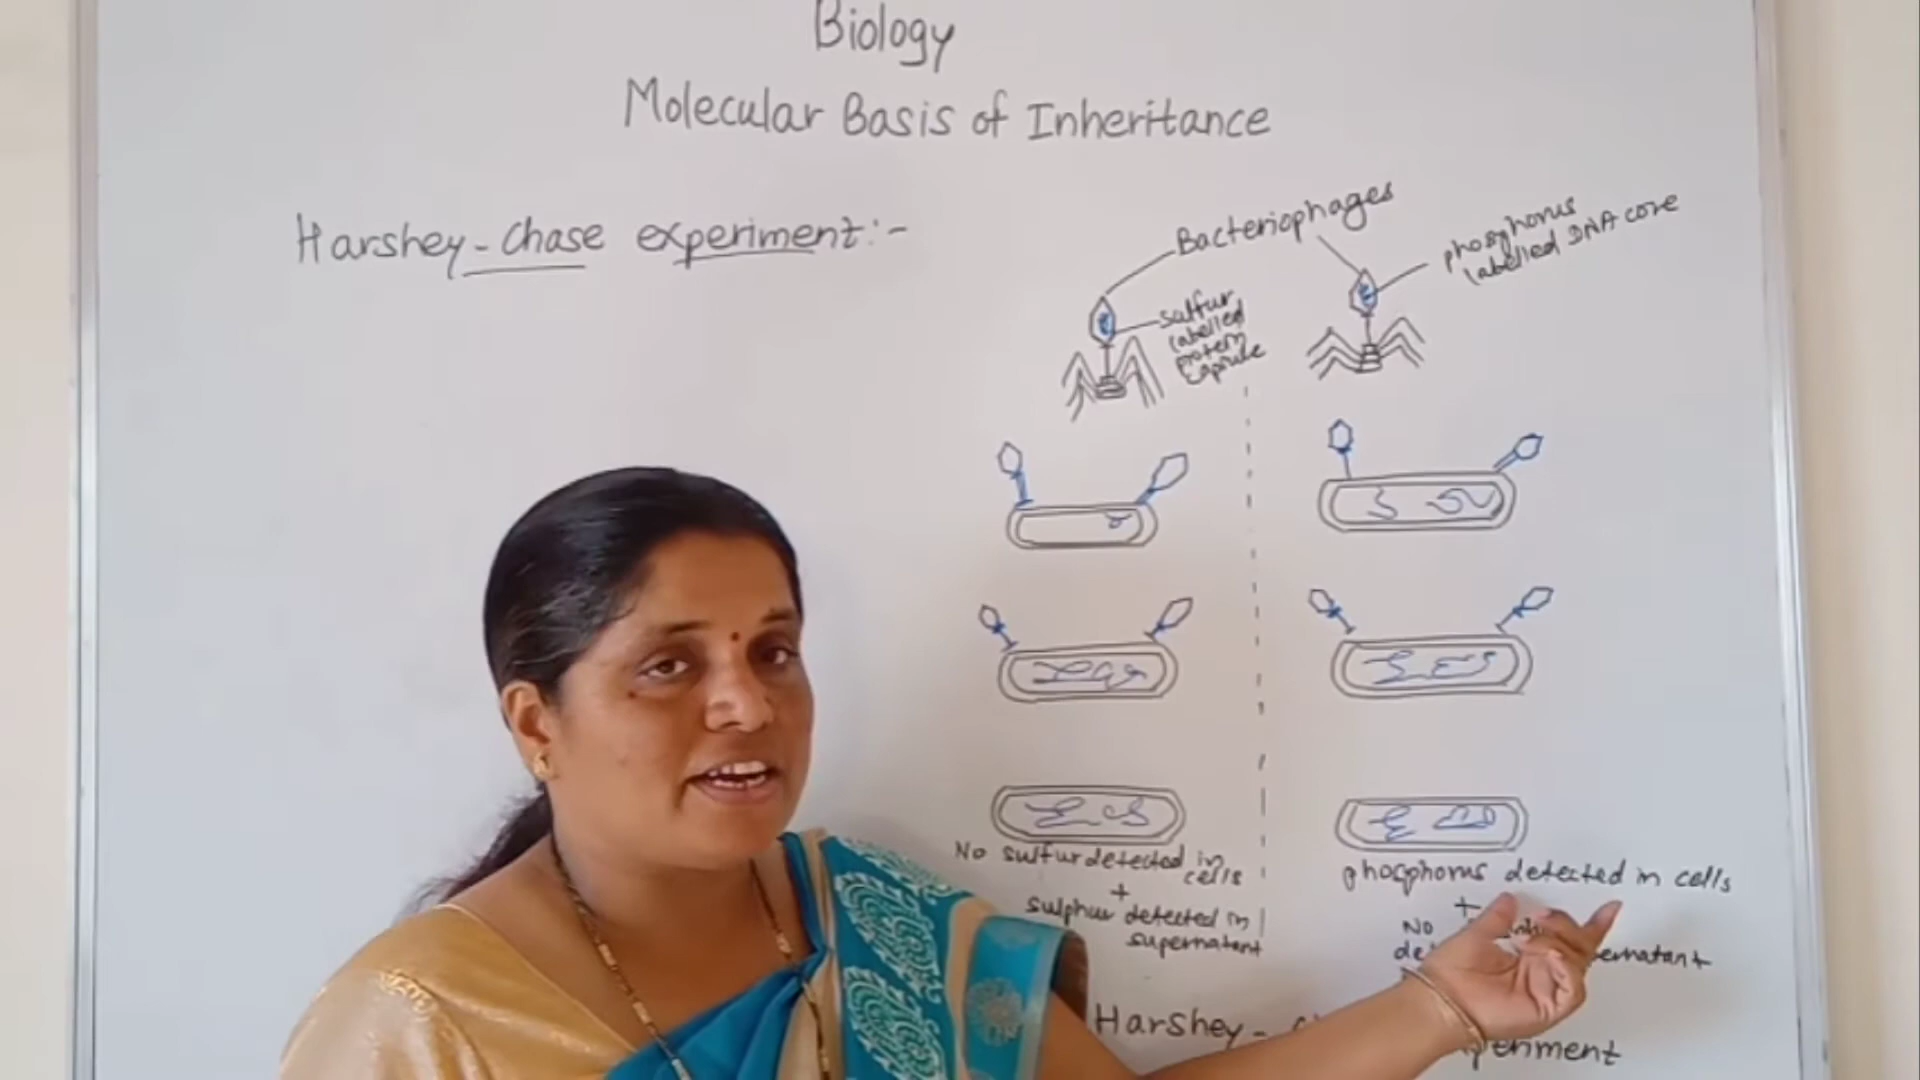 Biology
Molecular Basis of Inheritance
Harshey-Chase experiment:-
Bacteriophages
phosphorus
labelled DNA core
sulfur
labelled
protein
capsule
No sulfur detected in
cells
+
sulphur detected in
supernatant
phosphorus detected in cells
+
No
Harshey-